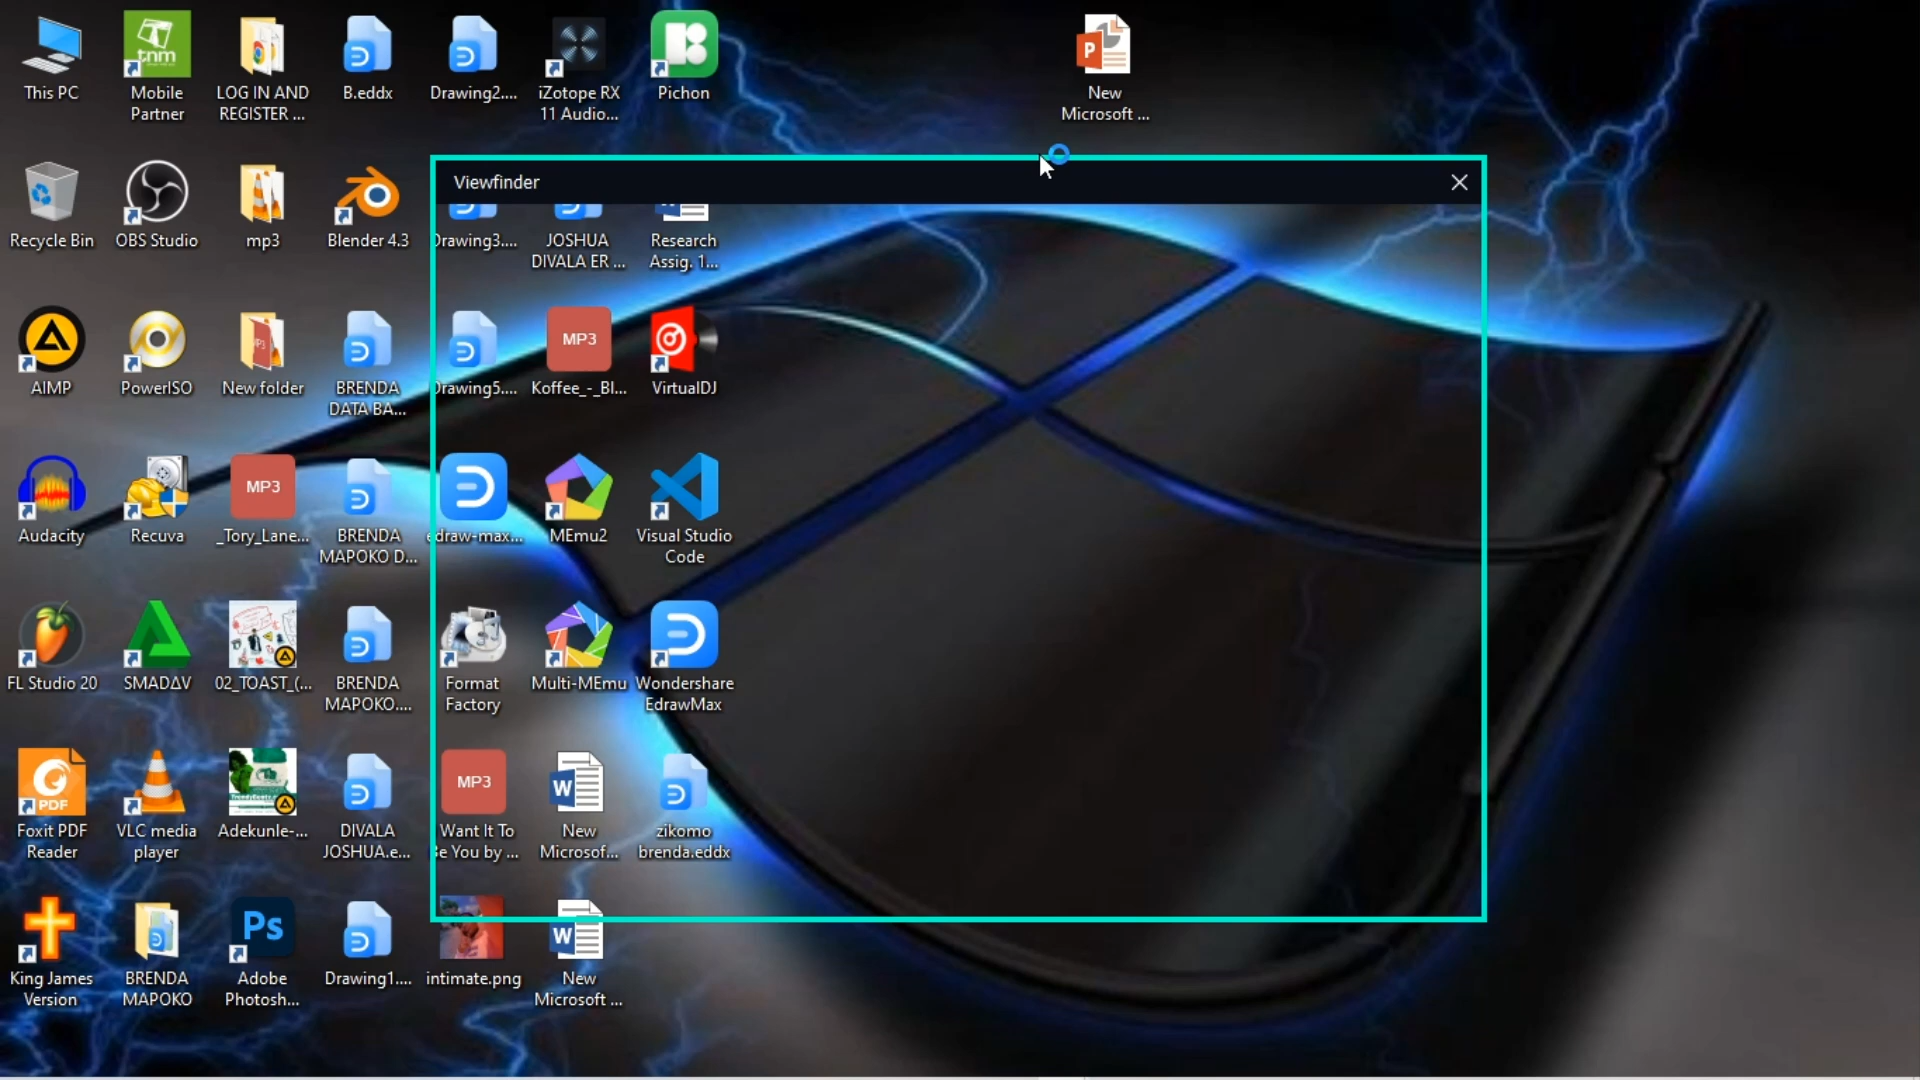 This PC
Mobile
Partner
LOG IN AND
REGISTER ...
B.eddx
Drawing2....
iZotope RX
11 Audio...
Pichon
New
Microsoft ...
Recycle Bin
OBS Studio
mp3
Blender 4.3
Viewfinder
Drawing3....
JOSHUA
DIVALA ER ...
Research
Assig. 1...
AIMP
PowerISO
New folder
BRENDA
DATA BA...
Drawing5....
MP3
Koffee_-_Bl...
VirtualDJ
Audacity
Recuva
MP3
_Tory_Lane...
BRENDA
MAPOKO D...
edraw-max...
MEmu2
Visual Studio
Code
FL Studio 20
SMADΔV
02_TOAST_(...
BRENDA
MAPOKO....
Format
Factory
Multi-MEmu
Wondershare
EdrawMax
PDF
Foxit PDF
Reader
VLC media
player
Adekunle-...
DIVALA
JOSHUA.e...
MP3
Want It To
Be You by ...
W
New
Microsof...
zikomo
brenda.eddx
King James
Version
BRENDA
MAPOKO
Ps
Adobe
Photosh...
Drawing1....
intimate.png
W
New
Microsoft ...
tnm
P